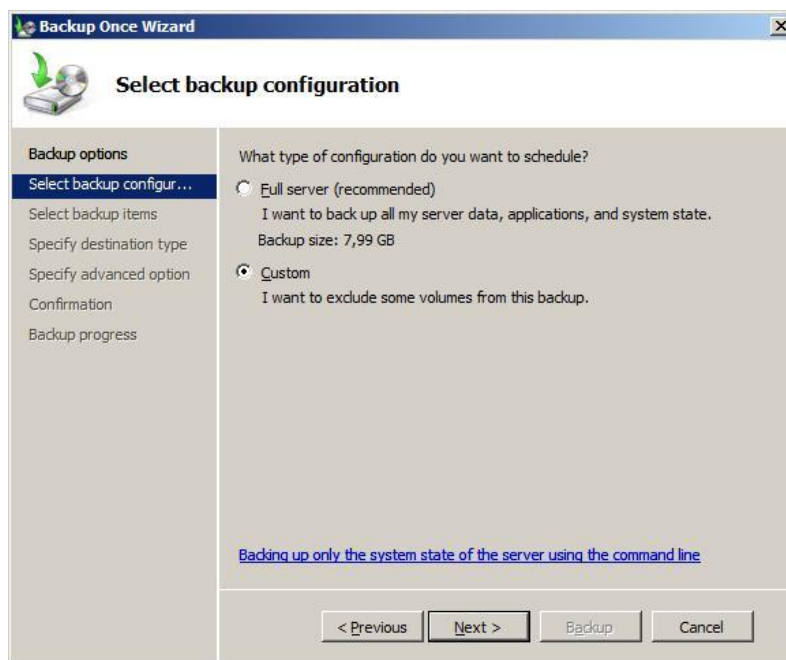 Backup Once Wizard
Select backup configuration
Backup options
Select backup configur...
Select backup items
Specify destination type
Specify advanced option
Confirmation
Backup progress
What type of configuration do you want to schedule?
Full server (recommended)
I want to back up all my server data, applications, and system state.
Backup size: 7,99 GB
Custom
I want to exclude some volumes from this backup.
Backing up only the system state of the server using the command line
< Previous
Next >
Backup
Cancel